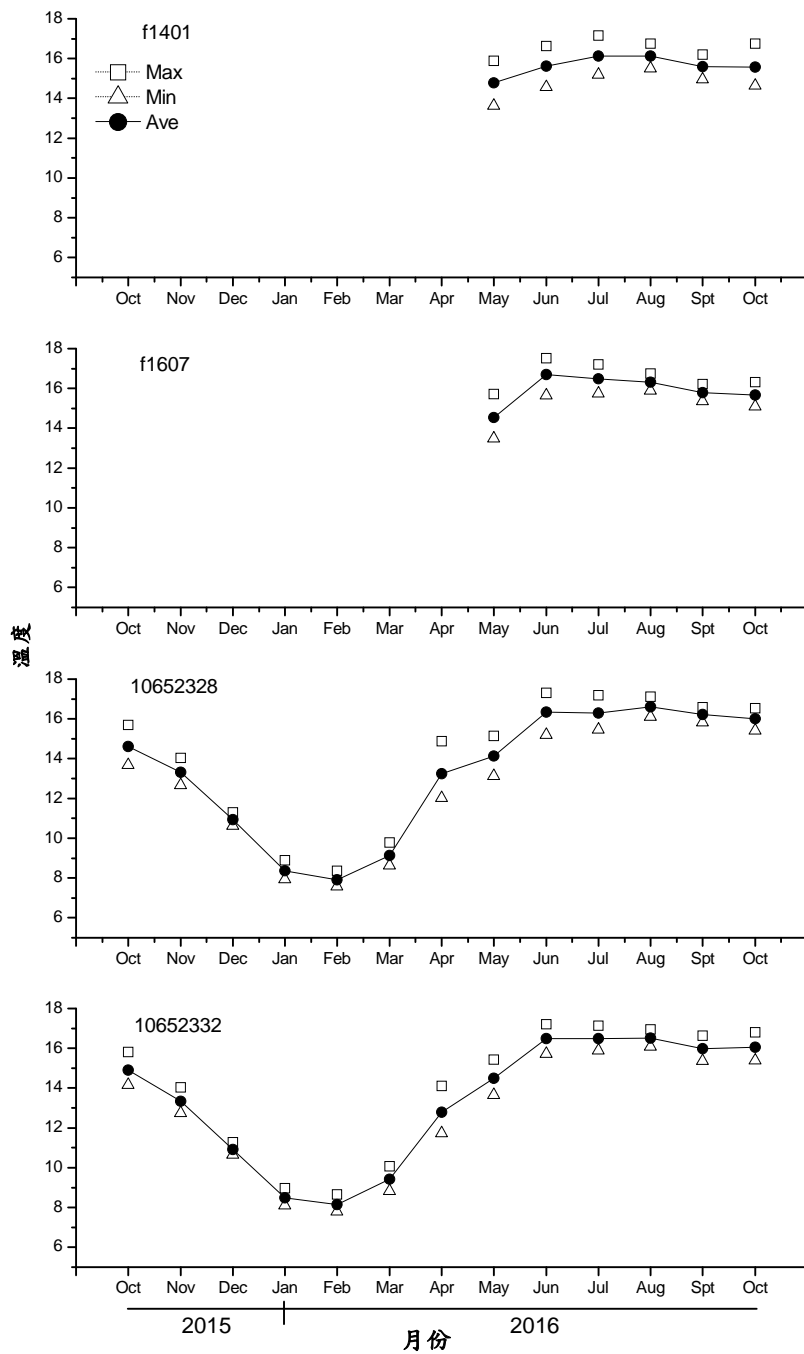 18
16
14
12
10
8
6
f1401
Max
Min
Ave
Oct Nov Dec Jan Feb Mar Apr May Jun Jul Aug Spt Oct
18
16
14
12
10
8
6
f1607
Oct Nov Dec Jan Feb Mar Apr May Jun Jul Aug Spt Oct
溫度
18
16
14
12
10
8
6
10652328
Oct Nov Dec Jan Feb Mar Apr May Jun Jul Aug Spt Oct
18
16
14
12
10
8
6
10652332
Oct Nov Dec Jan Feb Mar Apr May Jun Jul Aug Spt Oct
2015 2016
月份